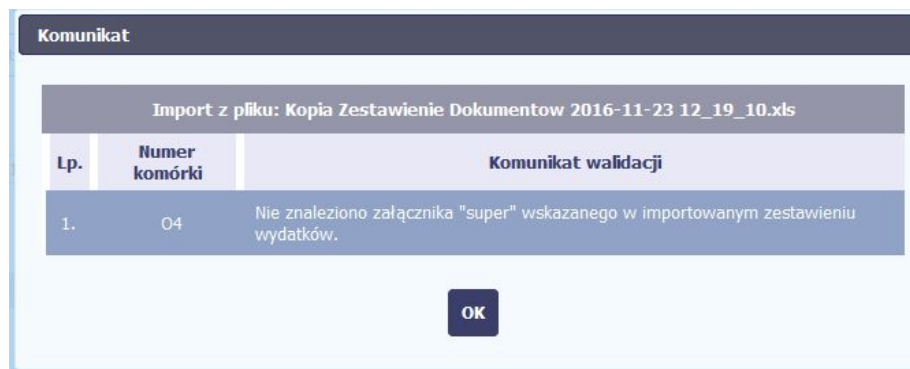 Komunikat
Import z pliku: Kopia Zestawienie Dokumentow 2016-11-23 12_19_10.xls
Lp.
Numer
komórki
Komunikat walidacji
1.
O4
Nie znaleziono załącznika "super" wskazanego w importowanym zestawieniu
wydatków.
OK